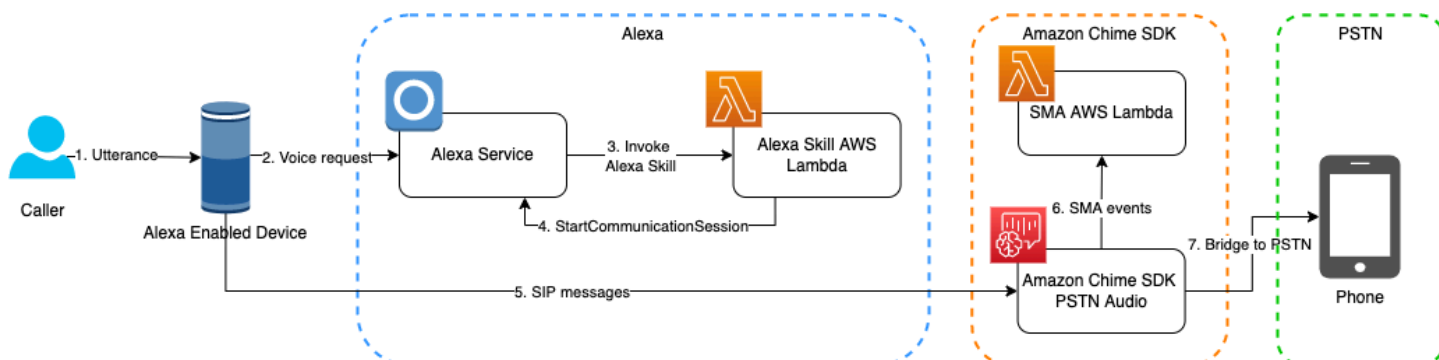 Alexa
Amazon Chime SDK
PSTN
SMA AWS Lambda
1. Utterance
2. Voice request
Alexa Service
3. Invoke
Alexa Skill
Alexa Skill AWS
Lambda
Caller
Alexa Enabled Device
4. StartCommunicationSession
6. SMA events
7. Bridge to PSTN
5. SIP messages
Amazon Chime SDK
PSTN Audio
Phone